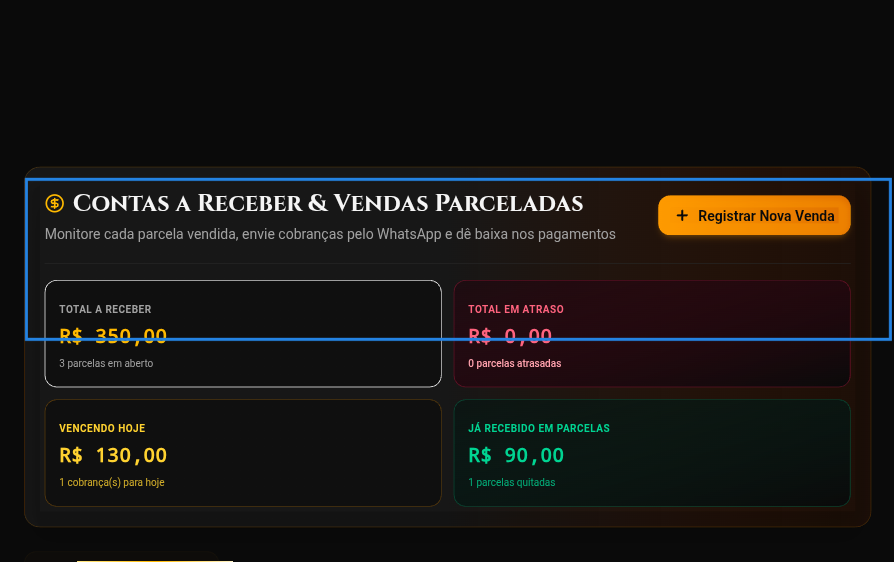 Contas a Receber & Vendas Parceladas
Monitore cada parcela vendida, envie cobranças pelo WhatsApp e dê baixa nos pagamentos
+ Registrar Nova Venda
TOTAL A RECEBER
R$ 350,00
3 parcelas em aberto
TOTAL EM ATRASO
R$ 0,00
0 parcelas atrasadas
VENCENDO HOJE
R$ 130,00
1 cobrança(s) para hoje
JÁ RECEBIDO EM PARCELAS
R$ 90,00
1 parcelas quitadas